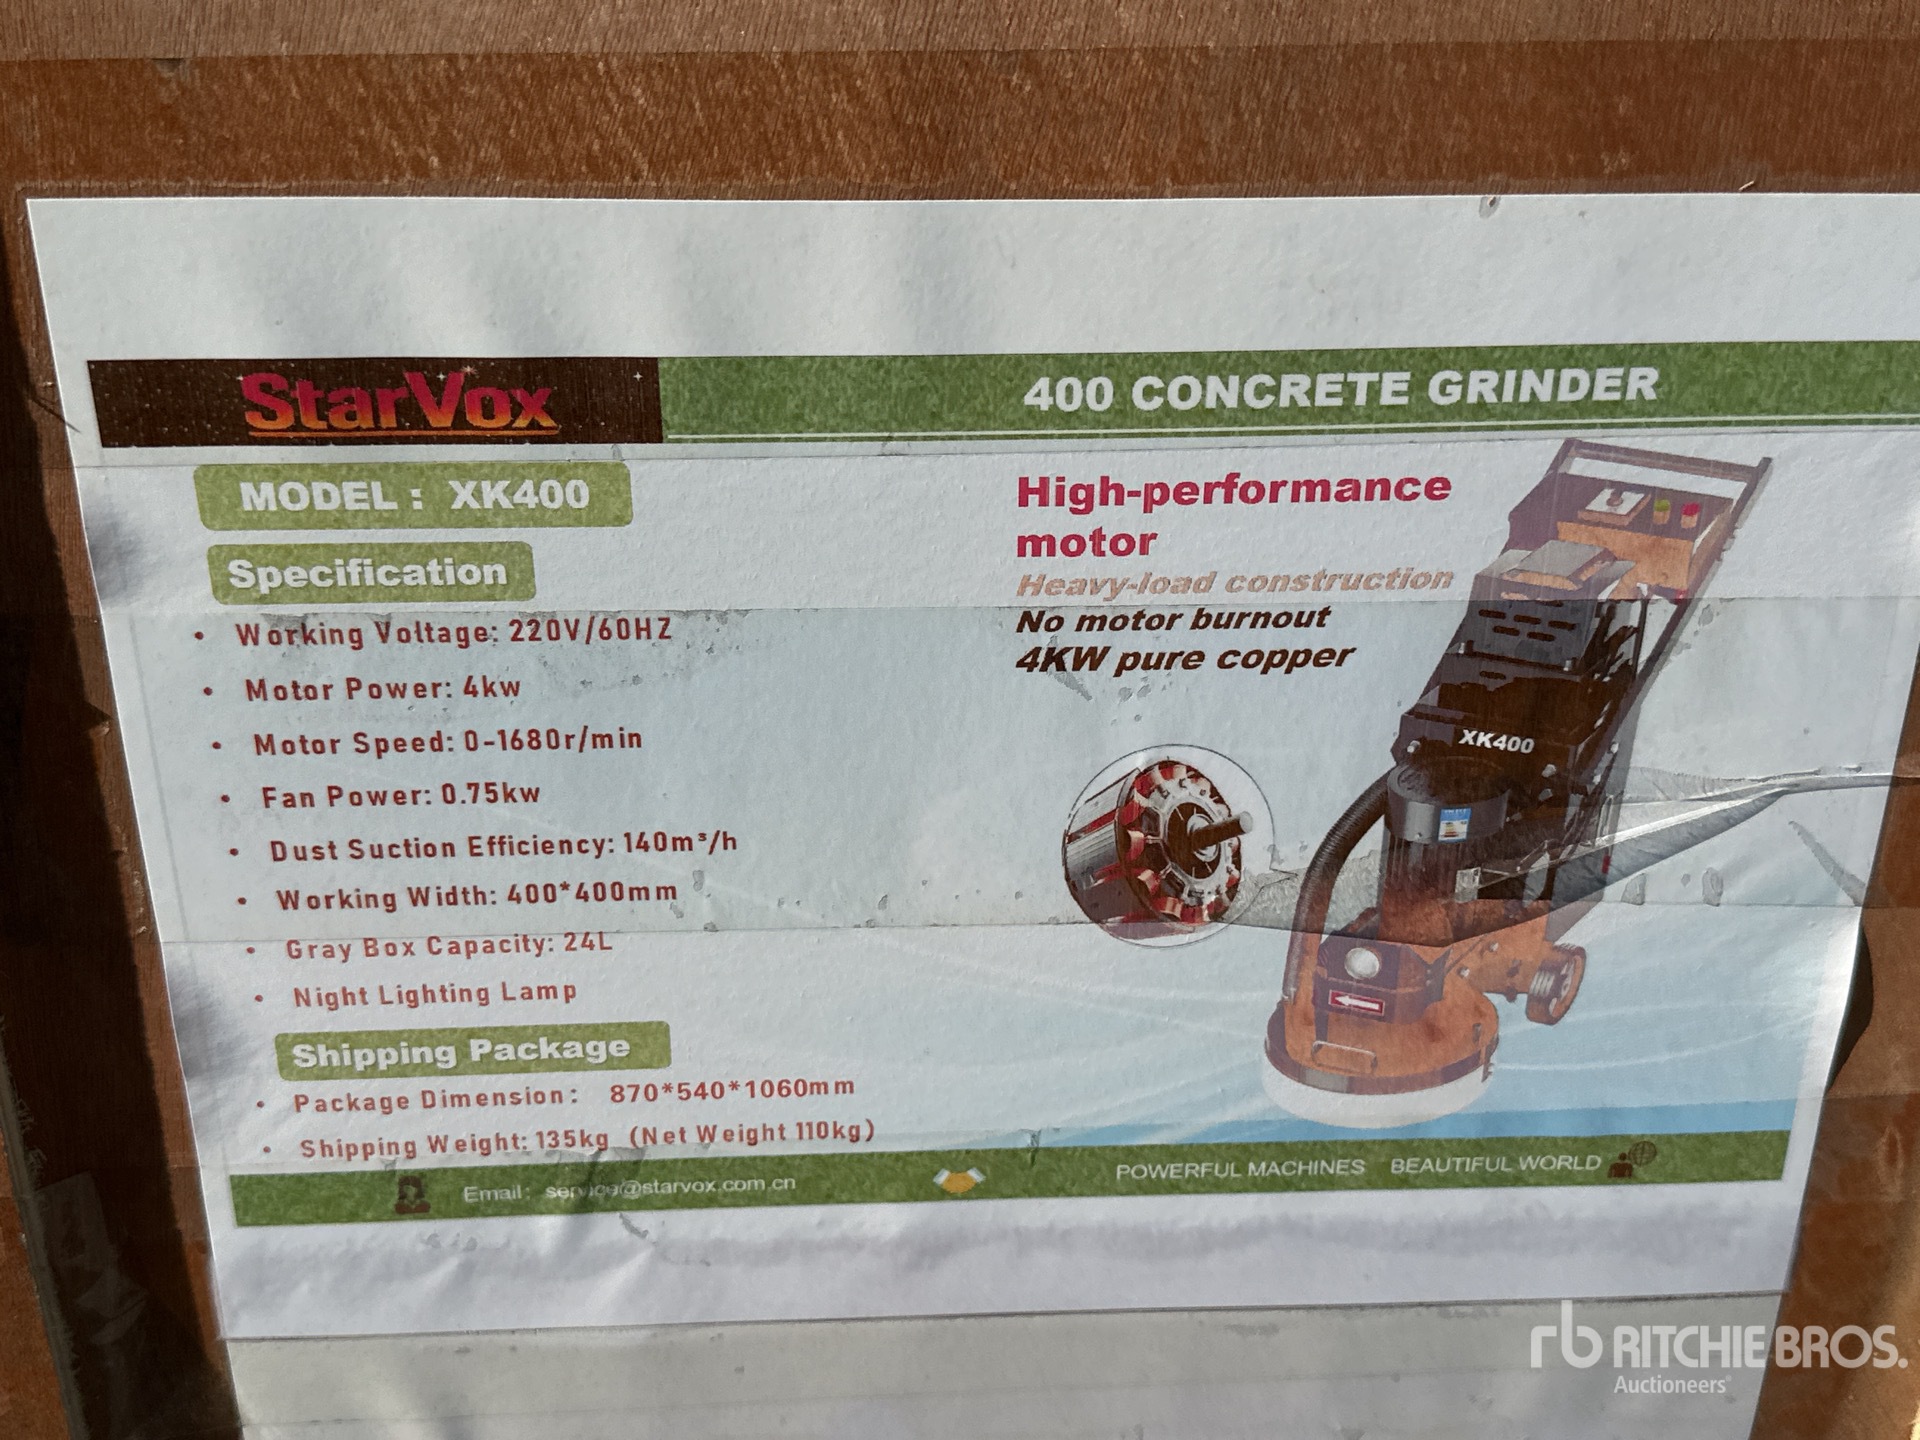 StarVox
400 CONCRETE GRINDER
MODEL : XK400
Specification
• Working Voltage: 220V/60HZ
• Motor Power: 4kw
• Motor Speed: 0-1680r/min
• Fan Power: 0.75kw
• Dust Suction Efficiency: 140m³/h
• Working Width: 400*400mm
• Gray Box Capacity: 24L
• Night Lighting Lamp
Shipping Package
• Package Dimension: 870*540*1060mm
• Shipping Weight: 135kg (Net Weight 110kg)
High-performance
motor
Heavy-load construction
No motor burnout
4KW pure copper
XK400
Email: service@starvox.com.cn
POWERFUL MACHINES BEAUTIFUL WORLD
rb RITCHIE BROS.
Auctioneers